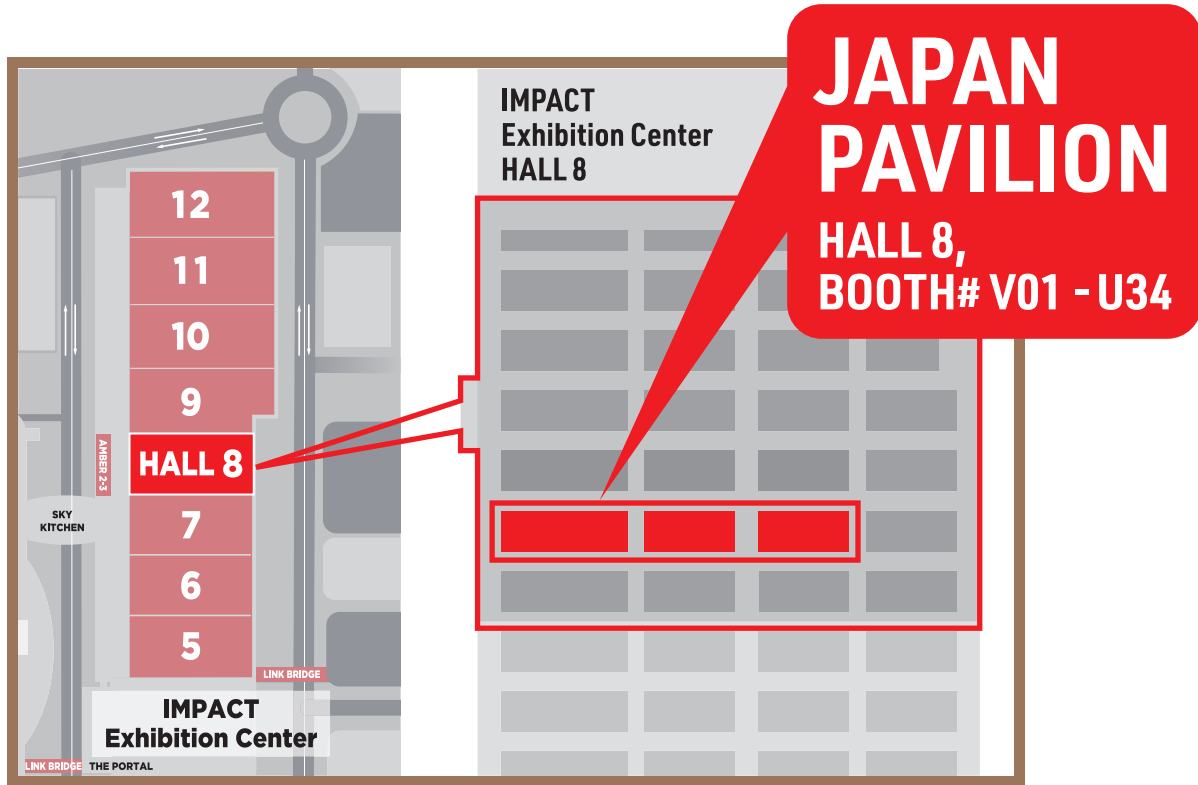 JAPAN
PAVILION
HALL 8,
BOOTH# V01 - U34
IMPACT
Exhibition Center
HALL 8
12
11
10
9
HALL 8
7
6
5
AMBER 2-3
SKY
KITCHEN
LINK BRIDGE
IMPACT
Exhibition Center
LINK BRIDGE THE PORTAL